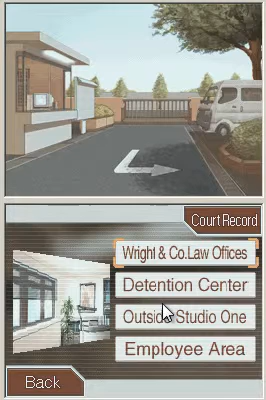 Court Record
Wright & Co.Law Offices
Detention Center
Outside Studio One
Employee Area
Back